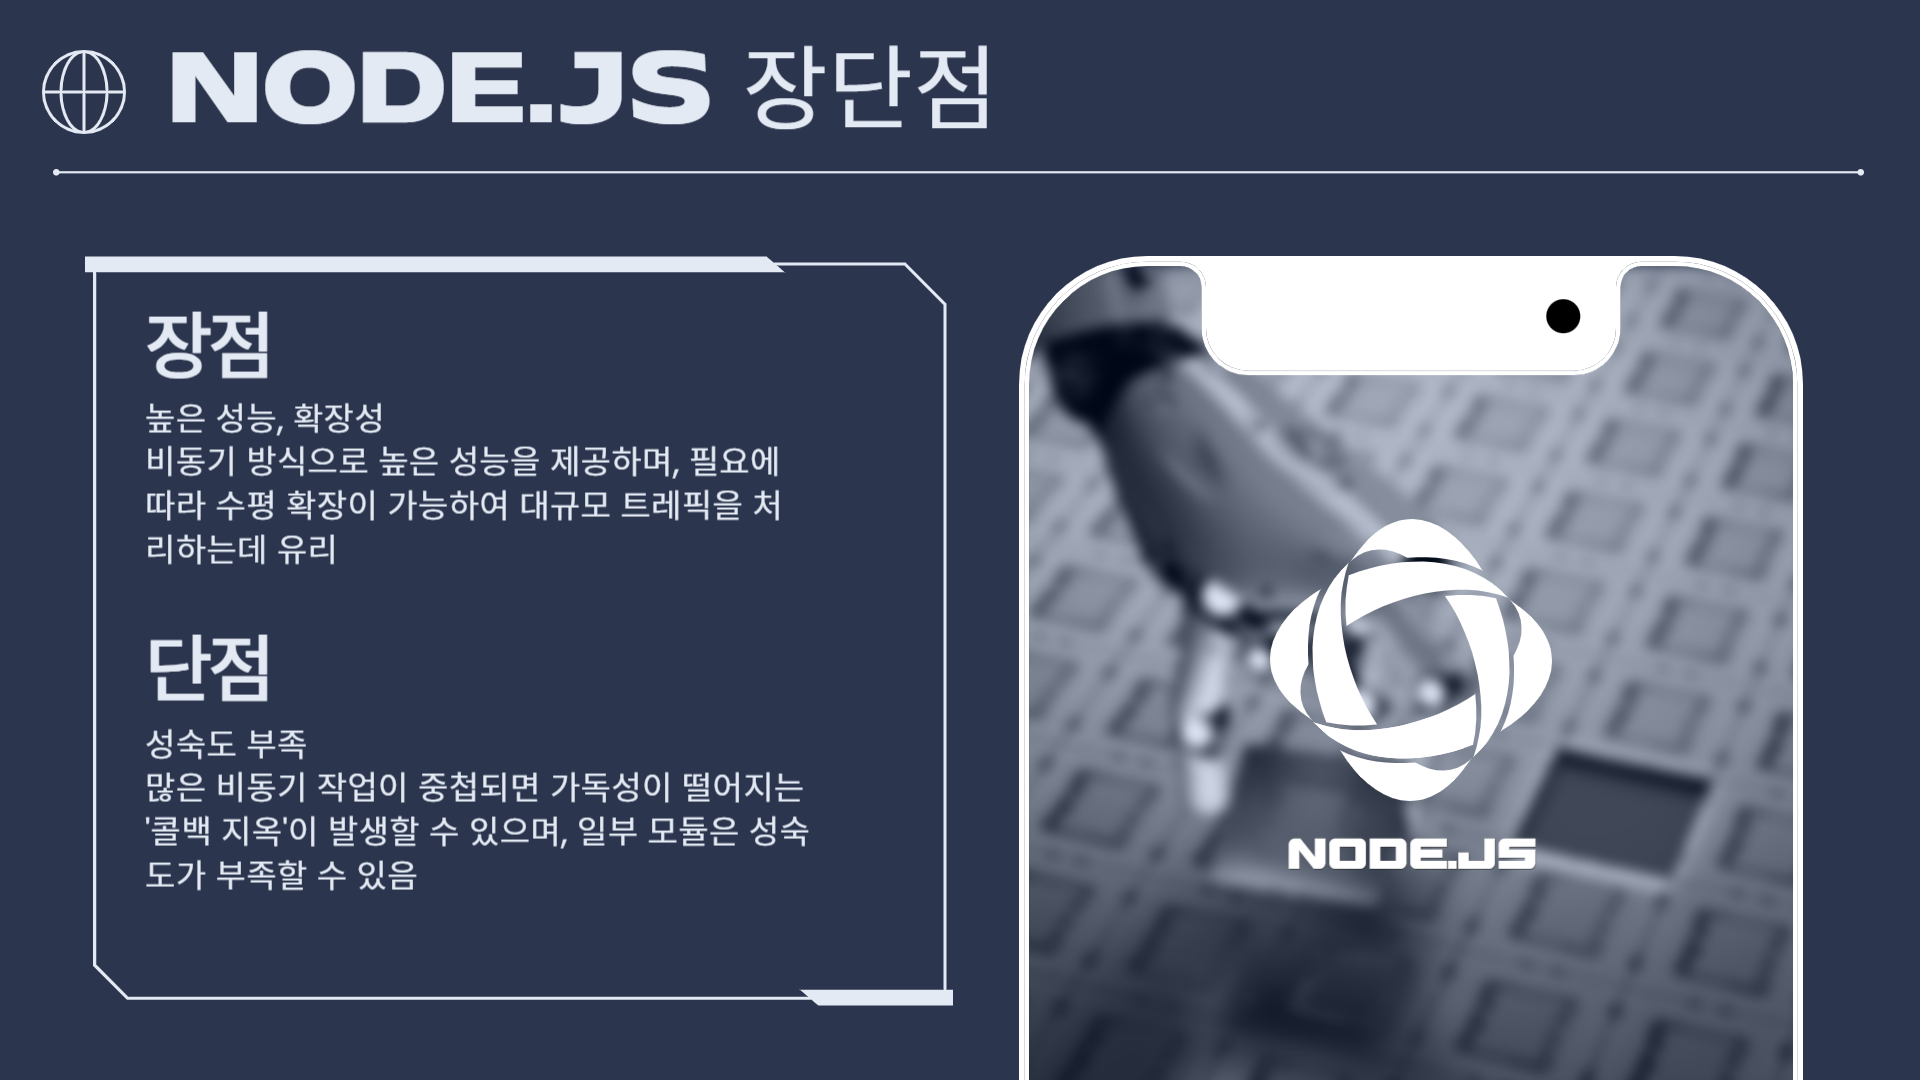 NODE.JS 장단점
장점
높은 성능, 확장성
비동기 방식으로 높은 성능을 제공하며, 필요에
따라 수평 확장이 가능하여 대규모 트레픽을 처
리하는데 유리
단점
성숙도 부족
많은 비동기 작업이 중첩되면 가독성이 떨어지는
'콜백 지옥'이 발생할 수 있으며, 일부 모듈은 성숙
도가 부족할 수 있음
NODE.JS